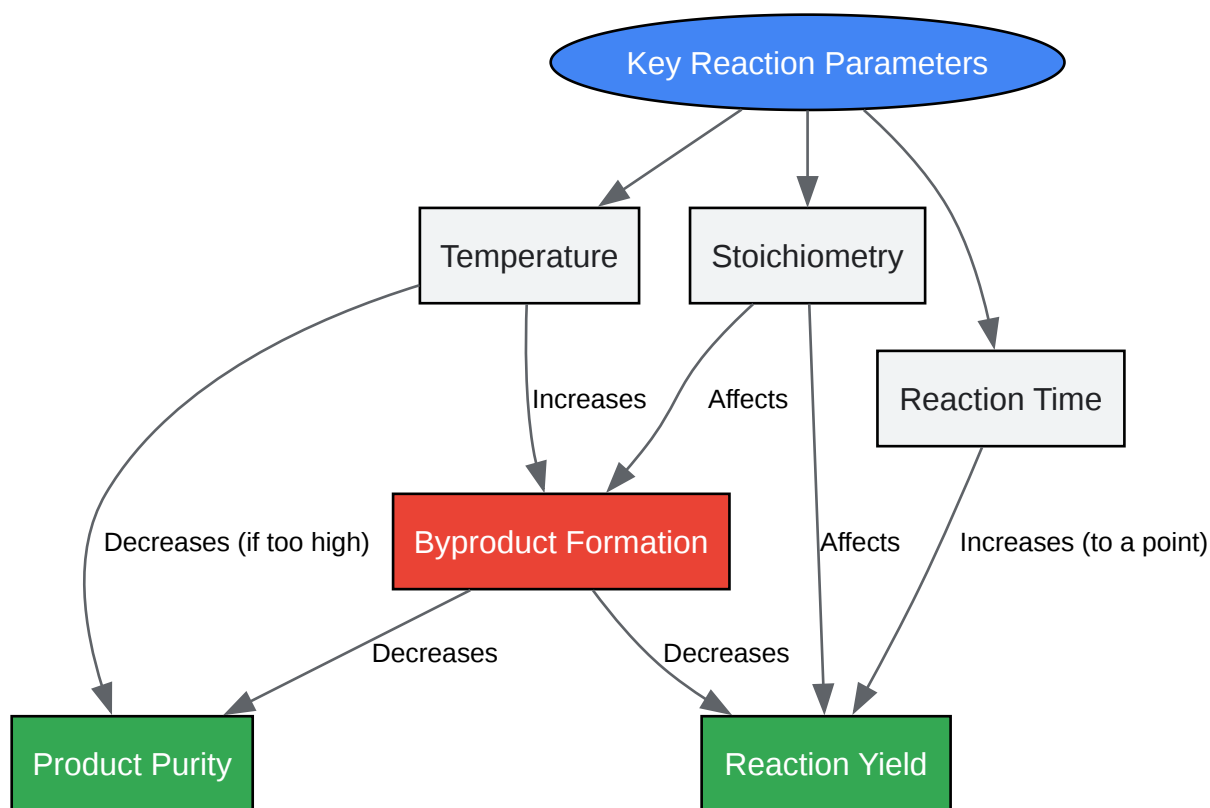 Key Reaction Parameters
Temperature
Stoichiometry
Reaction Time
Increases
Affects
Byproduct Formation
Decreases (if too high)
Affects
Increases (to a point)
Decreases
Decreases
Product Purity
Reaction Yield